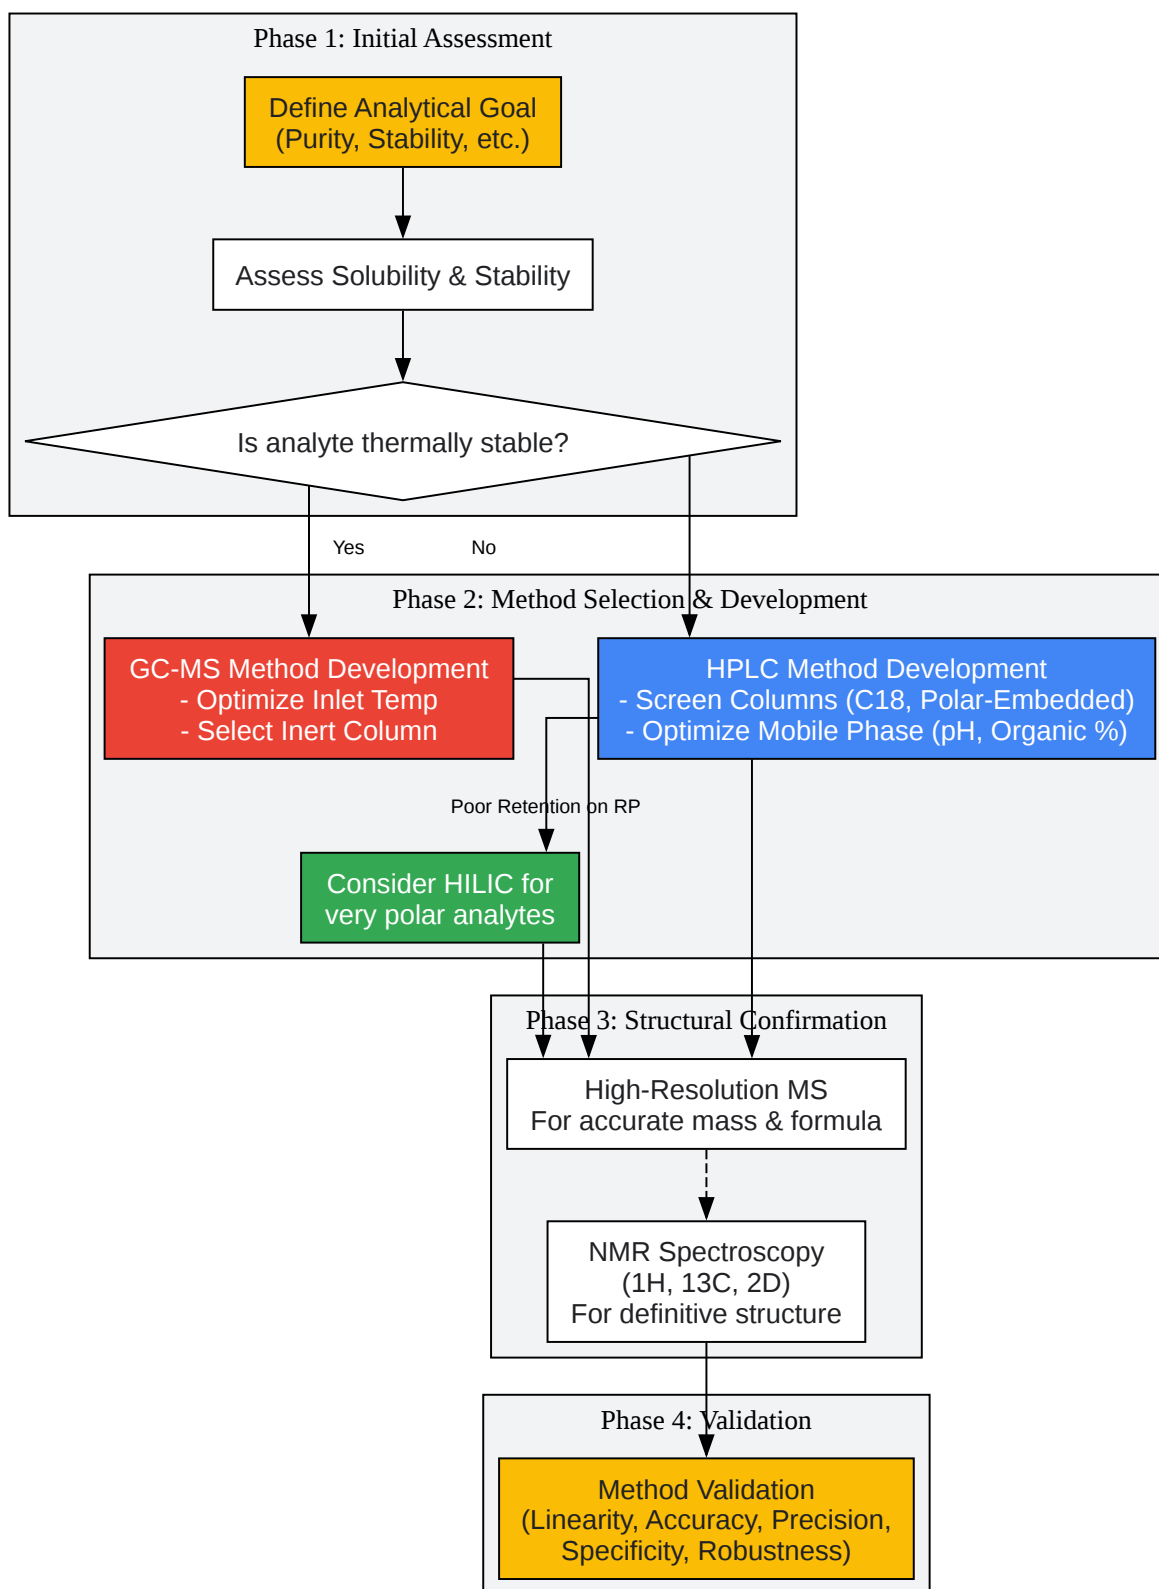 Phase 1: Initial Assessment
Define Analytical Goal
(Purity, Stability, etc.)
Assess Solubility & Stability
Is analyte thermally stable?
Yes
No
Phase 2: Method Selection & Development
GC-MS Method Development
- Optimize Inlet Temp
- Select Inert Column
HPLC Method Development
- Screen Columns (C18, Polar-Embedded)
- Optimize Mobile Phase (pH, Organic %)
Poor Retention on RP
Consider HILIC for
very polar analytes
Phase 3: Structural Confirmation
High-Resolution MS
For accurate mass & formula
NMR Spectroscopy
(1H, 13C, 2D)
For definitive structure
Phase 4: Validation
Method Validation
(Linearity, Accuracy, Precision,
Specificity, Robustness)